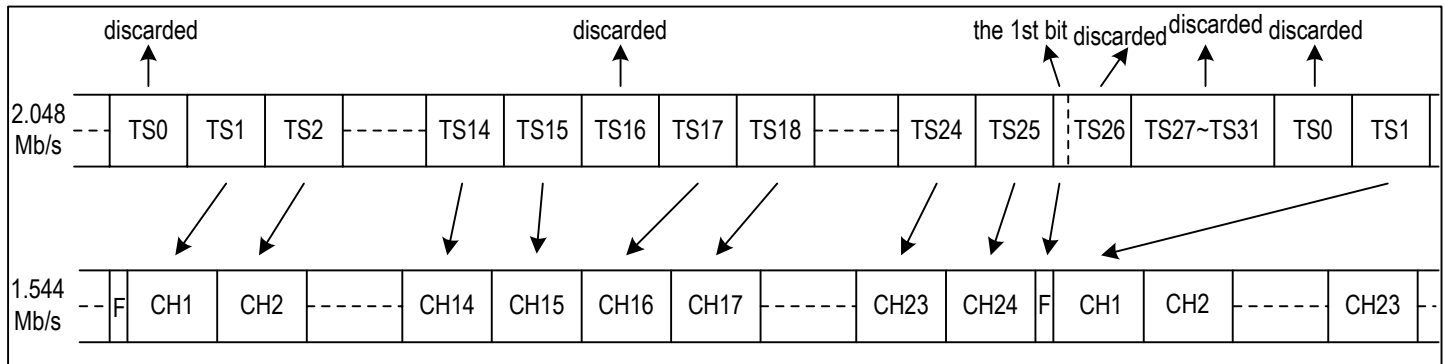 discarded discarded the 1st bit discarded discarded discarded
2.048 Mb/s TS0 TS1 TS2 TS14 TS15 TS16 TS17 TS18 TS24 TS25 TS26 TS27~TS31 TS0 TS1
1.544 Mb/s F CH1 CH2 CH14 CH15 CH16 CH17 CH23 CH24 F CH1 CH2 CH23